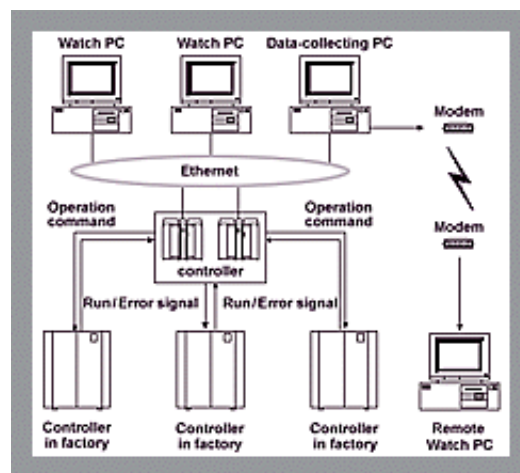 Watch PC Watch PC Data-collecting PC
Modem
Ethernet
Operation
command
Operation
command
Modem
controller
Run/Error signal Run/Error signal
Controller
in factory
Controller
in factory
Controller
in factory
Remote
Watch PC